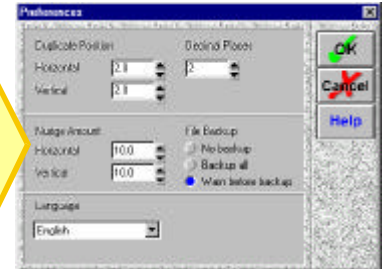 Preferences
Duplicate Position
Decimal Places
Horizontal 2.0
2
Vertical 2.0
OK
Cancel
Help
Nudge Amount
File Backup
Horizontal 10.0
No backup
Vertical 10.0
Backup all
Warn before backup
Language
English